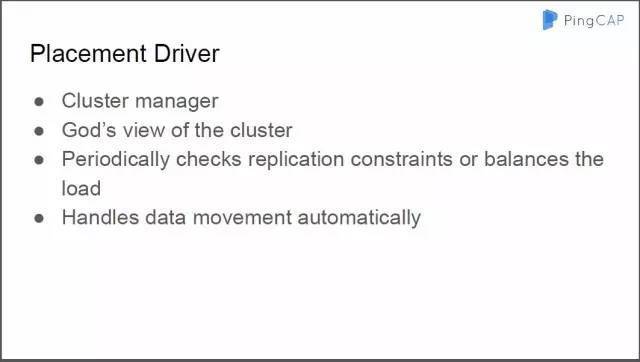 PingCAP
Placement Driver
● Cluster manager
● God's view of the cluster
● Periodically checks replication constraints or balances the
load
● Handles data movement automatically